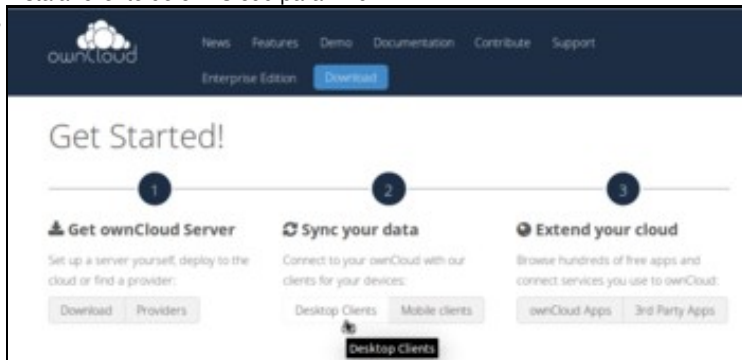 ownCloud
News Features Demo Documentation Contribute Support
Enterprise Edition Download
Get Started!
1 2 3
Get ownCloud Server
Set up a server yourself, deploy to the
cloud or find a provider:
Download Providers
Sync your data
Connect to your ownCloud with our
clients for your devices:
Desktop Clients Mobile clients
Desktop Clients
Extend your cloud
Browse hundreds of free apps and
connect services you use to ownCloud:
ownCloud Apps 3rd Party Apps